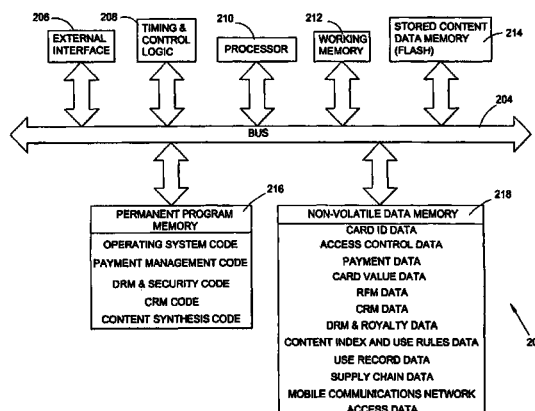 206
EXTERNAL
INTERFACE
208
TIMING &
CONTROL
LOGIC
210
PROCESSOR
212
WORKING
MEMORY
STORED CONTENT
DATA MEMORY
(FLASH)
214
204
BUS
216
PERMANENT PROGRAM
MEMORY
OPERATING SYSTEM CODE
PAYMENT MANAGEMENT CODE
DRM & SECURITY CODE
CRM CODE
CONTENT SYNTHESIS CODE
218
NON-VOLATILE DATA MEMORY
CARD ID DATA
ACCESS CONTROL DATA
PAYMENT DATA
CARD VALUE DATA
RFM DATA
CRM DATA
DRM & ROYALTY DATA
CONTENT INDEX AND USE RULES DATA
USE RECORD DATA
SUPPLY CHAIN DATA
MOBILE COMMUNICATIONS NETWORK
ACCESS DATA